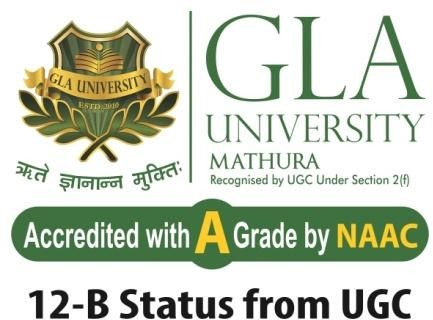 GLA UNIVERSITY
ESTD. 2010
ऋते ज्ञानान्न मुक्तिः
GLA
UNIVERSITY
MATHURA
Recognised by UGC Under Section 2(f)
Accredited with A Grade by NAAC
12-B Status from UGC